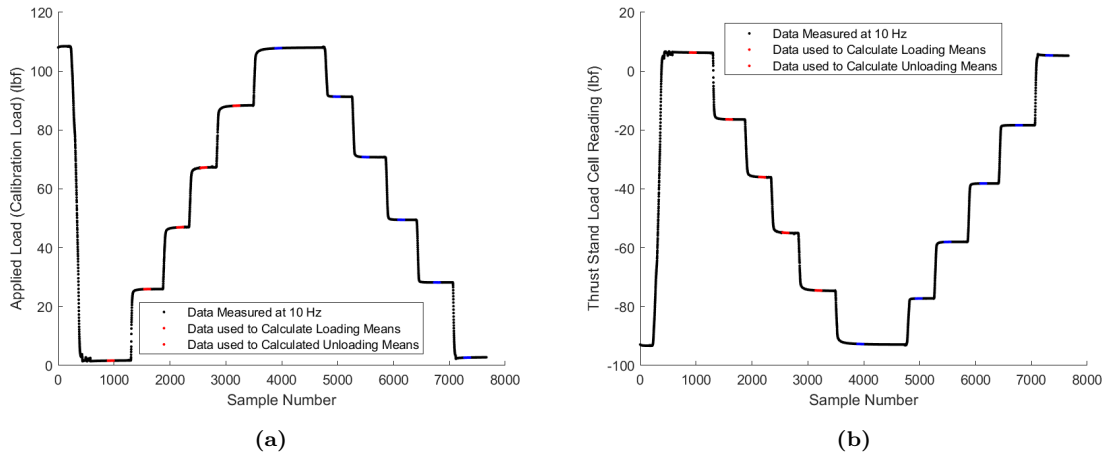 120
100
80
60
40
20
0
Applied Load (Calibration Load) (lbf)
Data Measured at 10 Hz
Data used to Calculate Loading Means
Data used to Calculated Unloading Means
0 1000 2000 3000 4000 5000 6000 7000 8000
Sample Number
(a)
20
0
-20
-40
-60
-80
-100
Thrust Stand Load Cell Reading (lbf)
Data Measured at 10 Hz
Data used to Calculate Loading Means
Data used to Calculate Unloading Means
0 1000 2000 3000 4000 5000 6000 7000 8000
Sample Number
(b)